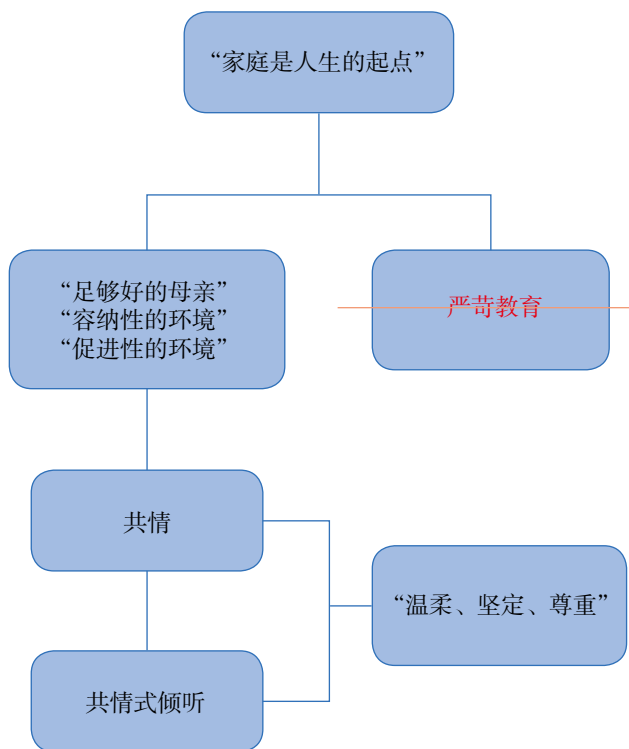 “家庭是人生的起点”
“足够好的母亲”
“容纳性的环境”
“促进性的环境”
严苛教育
共情
“温柔、坚定、尊重”
共情式倾听